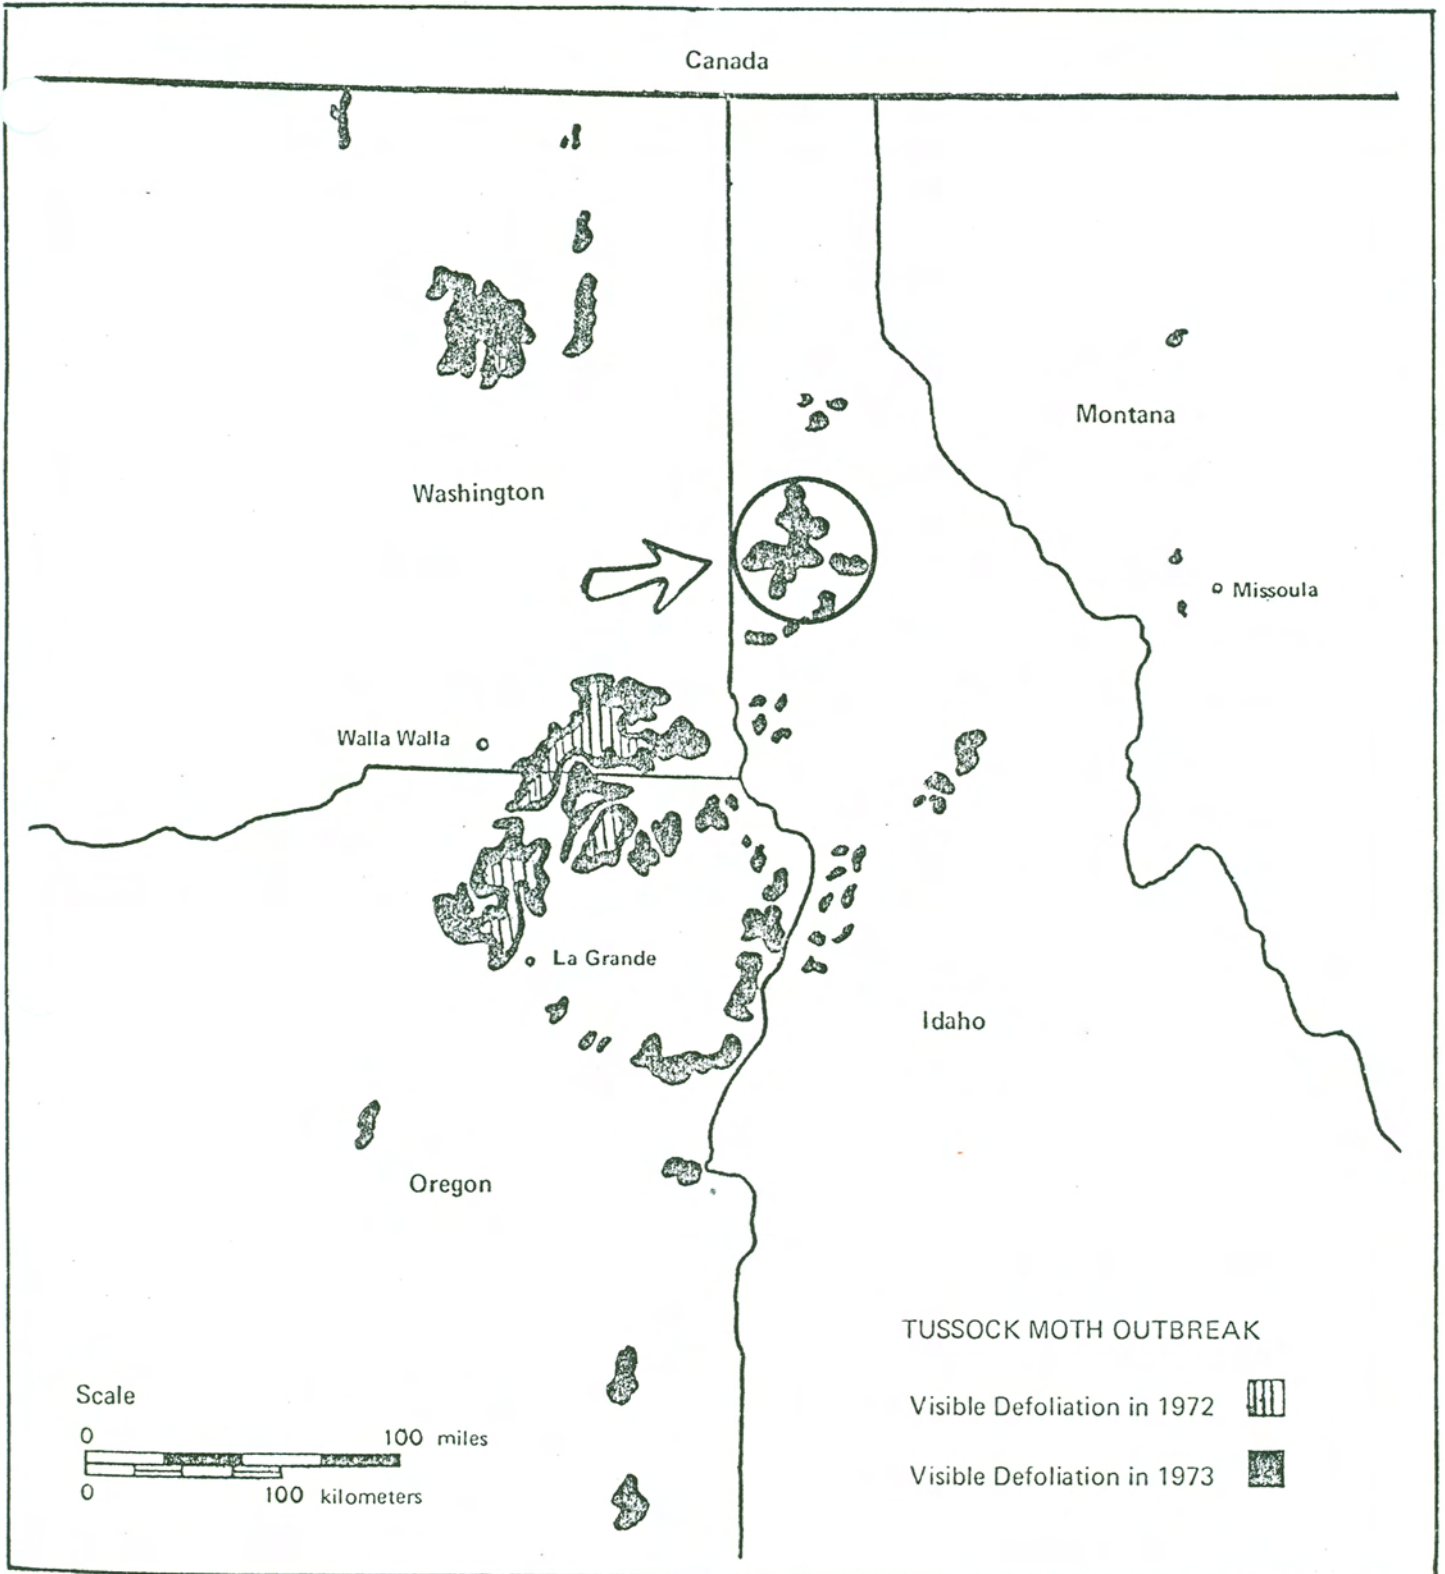 Canada
Montana
Washington
Missoula
Walla Walla
La Grande
Idaho
Oregon
TUSSOCK MOTH OUTBREAK
Visible Defoliation in 1972
Visible Defoliation in 1973
Scale
0 100 miles
0 100 kilometers